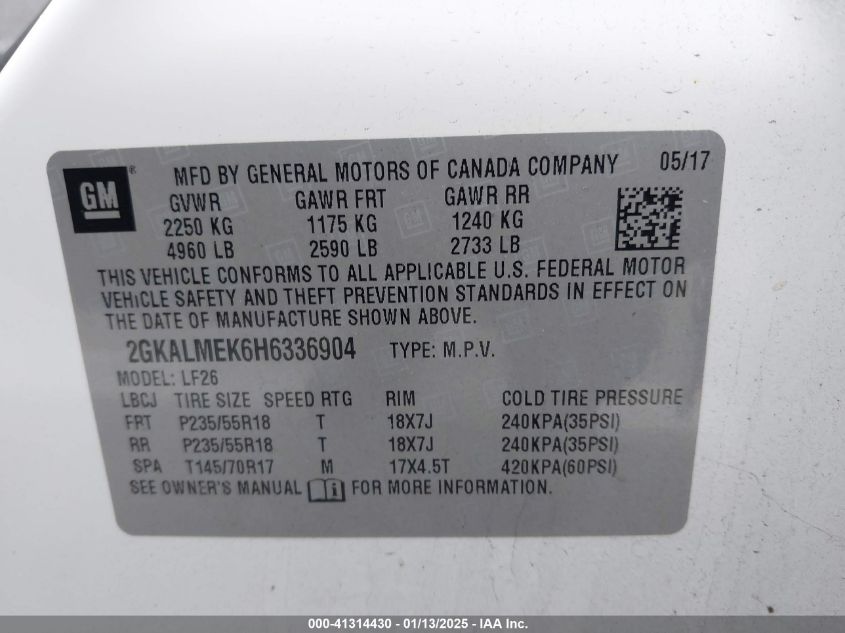 GM®
MFD BY GENERAL MOTORS OF CANADA COMPANY 05/17
GVWR GAWR FRT GAWR RR
2250 KG 1175 KG 1240 KG
4960 LB 2590 LB 2733 LB
THIS VEHICLE CONFORMS TO ALL APPLICABLE U.S. FEDERAL MOTOR
VEHICLE SAFETY AND THEFT PREVENTION STANDARDS IN EFFECT ON
THE DATE OF MANUFACTURE SHOWN ABOVE.
2GKALMEK6H6336904 TYPE: M.P.V.
MODEL: LF26
LBCJ TIRE SIZE SPEED RTG RIM COLD TIRE PRESSURE
FRT P235/55R18 T 18X7J 240KPA(35PSI)
RR P235/55R18 T 18X7J 240KPA(35PSI)
SPA T145/70R17 M 17X4.5T 420KPA(60PSI)
SEE OWNER'S MANUAL FOR MORE INFORMATION.
000-41314430 - 01/13/2025 - IAA Inc.